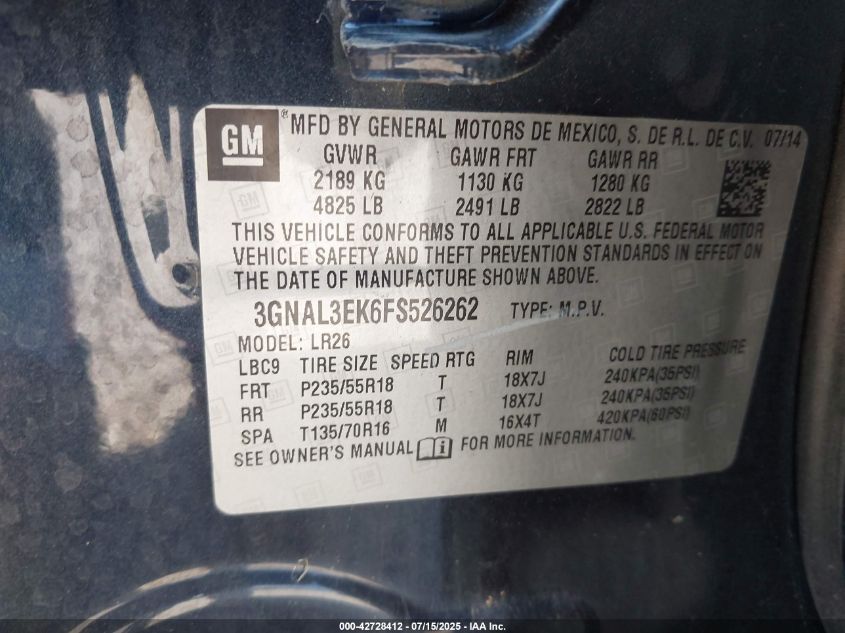 GM ® MFD BY GENERAL MOTORS DE MEXICO, S. DE R.L. DE C.V. 07/14
GVWR GAWR FRT GAWR RR
2189 KG 1130 KG 1280 KG
4825 LB 2491 LB 2822 LB
THIS VEHICLE CONFORMS TO ALL APPLICABLE U.S. FEDERAL MOTOR
VEHICLE SAFETY AND THEFT PREVENTION STANDARDS IN EFFECT ON
THE DATE OF MANUFACTURE SHOWN ABOVE.
3GNAL3EK6FS526262 TYPE: M.P.V.
MODEL: LR26
LBC9 TIRE SIZE SPEED RTG RIM COLD TIRE PRESSURE
FRT P235/55R18 T 18X7J 240KPA(35PSI)
RR P235/55R18 T 18X7J 240KPA(35PSI)
SPA T135/70R16 M 16X4T 420KPA(60PSI)
SEE OWNER'S MANUAL i FOR MORE INFORMATION.
000-42728412 - 07/15/2025 - IAA Inc.